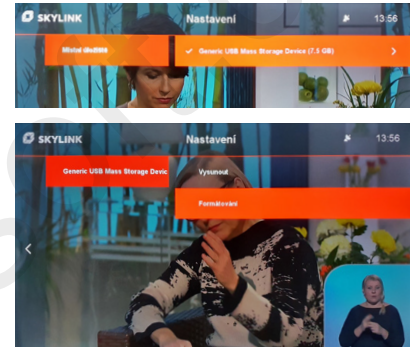 SKYLINK Nastavení 13:56
Místní úložiště ✓ Generic USB Mass Storage Device (7.5 GB) >
SKYLINK Nastavení 13:56
Generic USB Mass Storage Devic Vysunout
Formátování